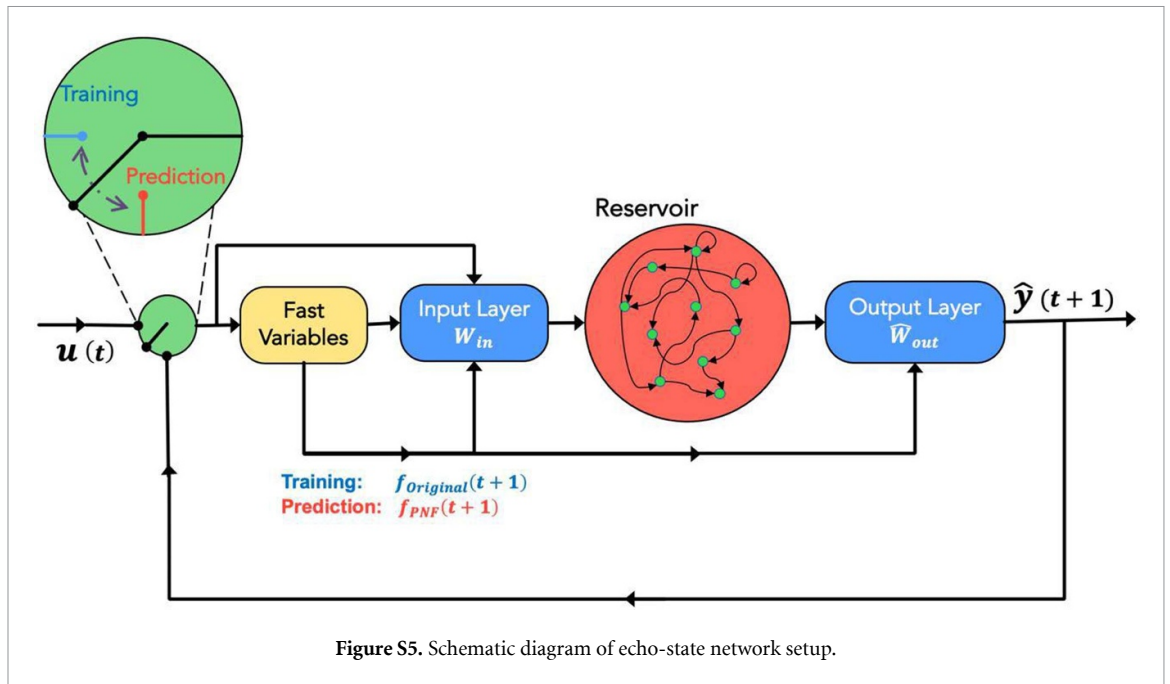 Training
Prediction
Reservoir
u (t)
Fast
Variables
Input Layer
W_in
Output Layer
Ŵ_out
ŷ (t + 1)
Training: f_Original(t + 1)
Prediction: f_PNF(t + 1)
Figure S5. Schematic diagram of echo-state network setup.